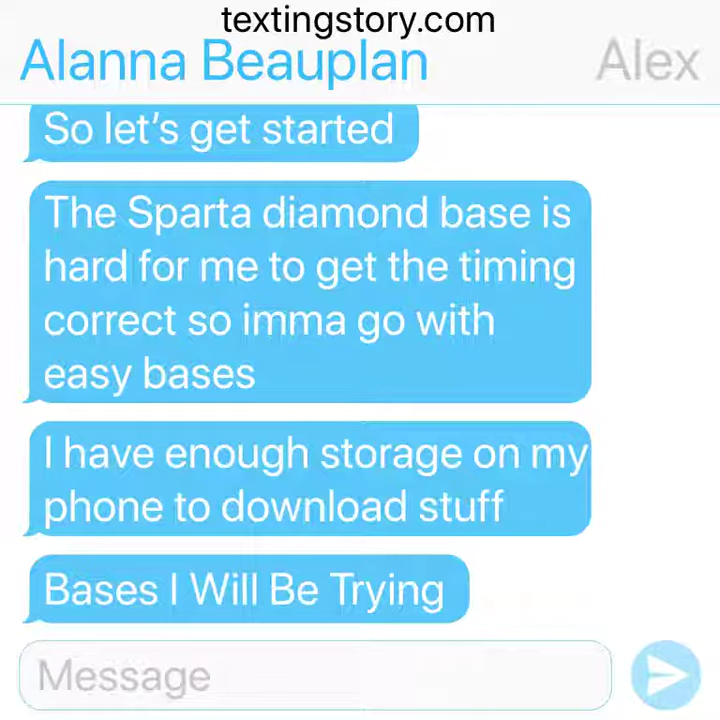 textingstory.com
Alanna Beauplan
Alex
So let’s get started
The Sparta diamond base is
hard for me to get the timing
correct so imma go with
easy bases
I have enough storage on my
phone to download stuff
Bases I Will Be Trying
Message